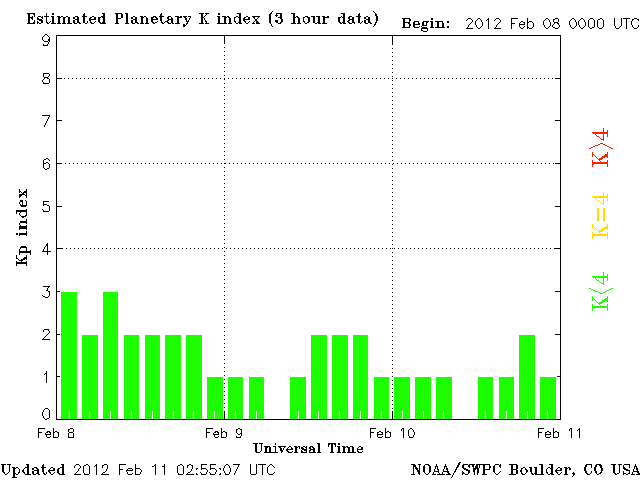 Estimated Planetary K index (3 hour data) Begin: 2012 Feb 08 0000 UTC
9
8
7
6
5
4
3
2
1
0
Kp index
K>4
K=4
K<4
Feb 8 Feb 9 Feb 10 Feb 11
Universal Time
Updated 2012 Feb 11 02:55:07 UTC NOAA/SWPC Boulder, CO USA